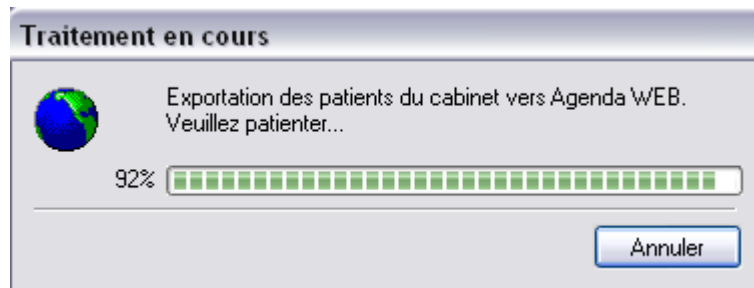 Traitement en cours
Exportation des patients du cabinet vers Agenda WEB.
Veuillez patienter...
92%
Annuler